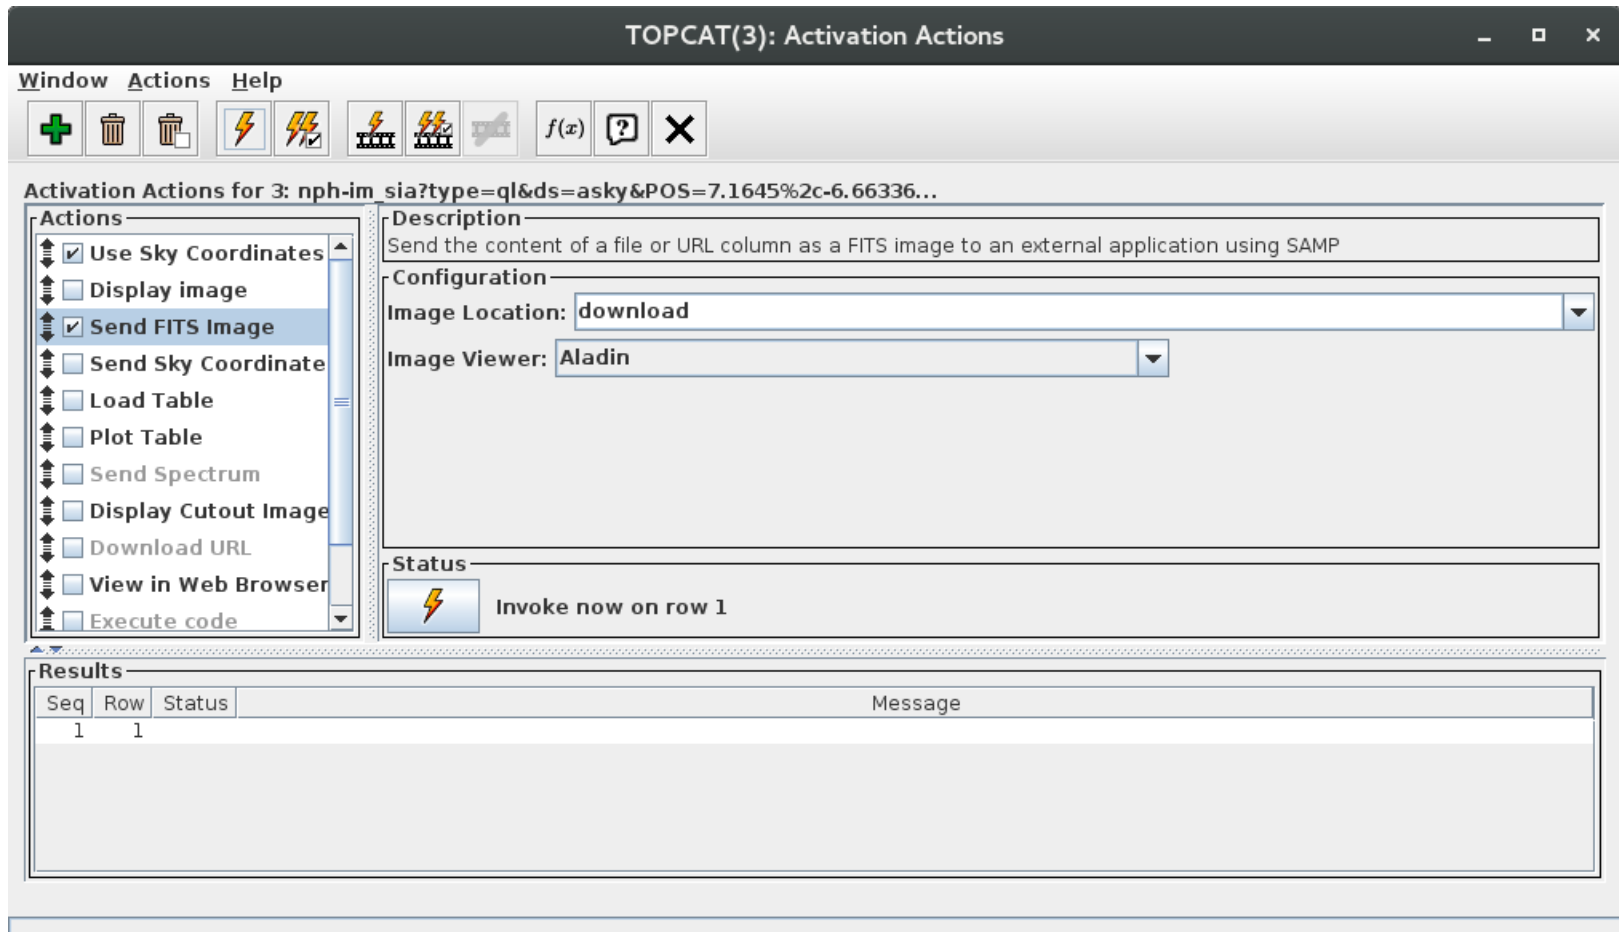 TOPCAT(3): Activation Actions
Window Actions Help
f(x)
?
Activation Actions for 3: nph-im_sia?type=ql&ds=asky&POS=7.1645%2c-6.66336...
Actions
Use Sky Coordinates
Display image
Send FITS Image
Send Sky Coordinate
Load Table
Plot Table
Send Spectrum
Display Cutout Image
Download URL
View in Web Browser
Execute code
Description
Send the content of a file or URL column as a FITS image to an external application using SAMP
Configuration
Image Location: download
Image Viewer: Aladin
Status
Invoke now on row 1
Results
Seq Row Status Message
1 1